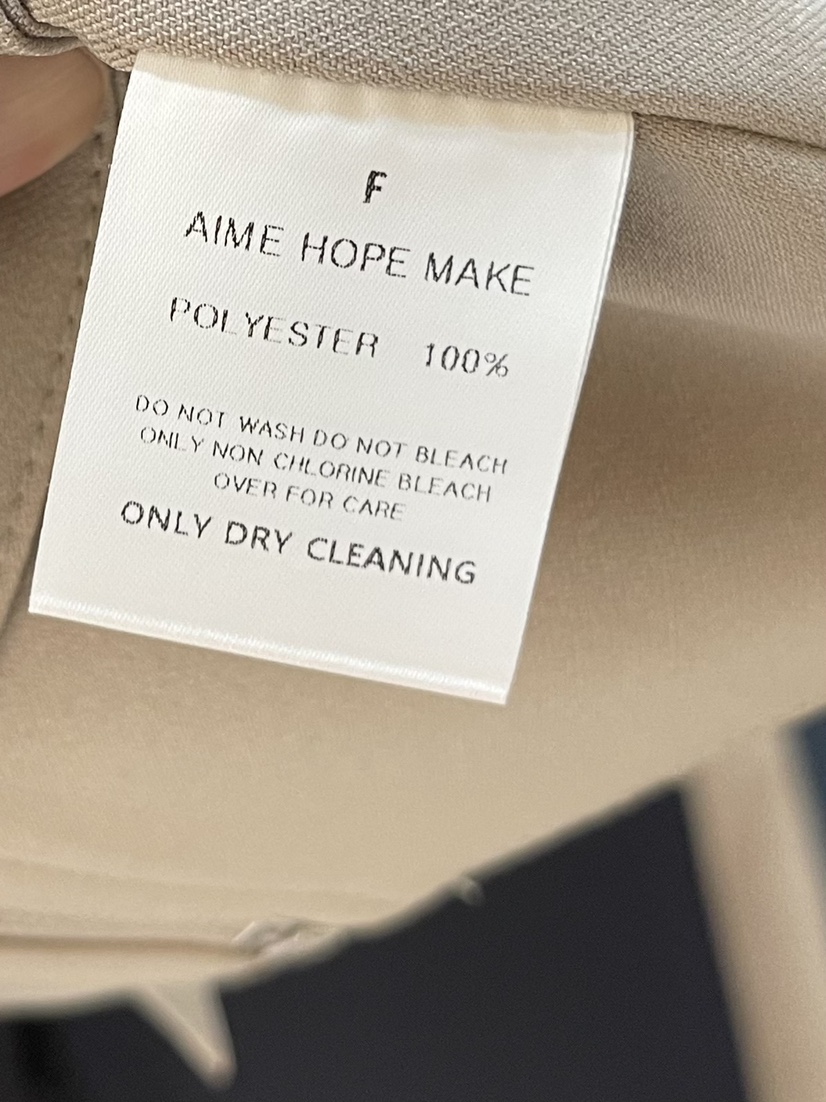 F
AIME HOPE MAKE
POLYESTER 100%
DO NOT WASH DO NOT BLEACH
ONLY NON CHLORINE BLEACH
OVER FOR CARE
ONLY DRY CLEANING